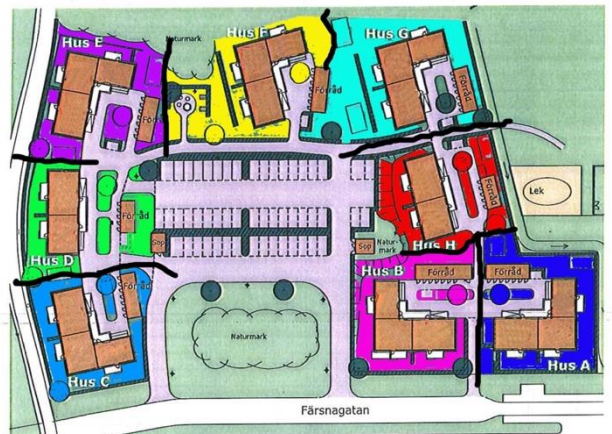 Hus E
Naturmark
Hus F
Hus G
Förråd
Förråd
Förråd
Förråd
Lek
Förråd
Hus D
Sop
Sop
Natur-
mark
Hus H
Hus B
Förråd
Förråd
Förråd
Naturmark
Hus C
Hus A
Färsnagatan